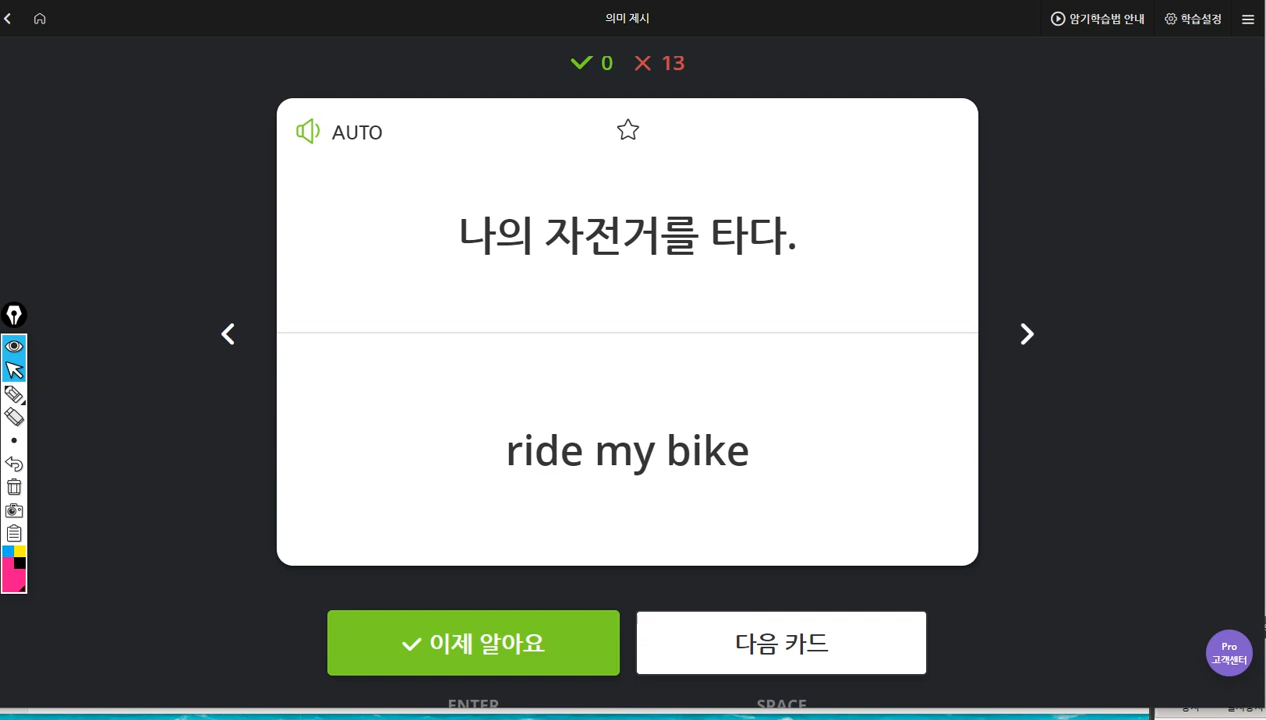 의미 제시
암기학습법 안내
학습설정
0
13
AUTO
나의 자전거를 타다.
ride my bike
이제 알아요
다음 카드
Pro
고객센터
ENTER
SPACE